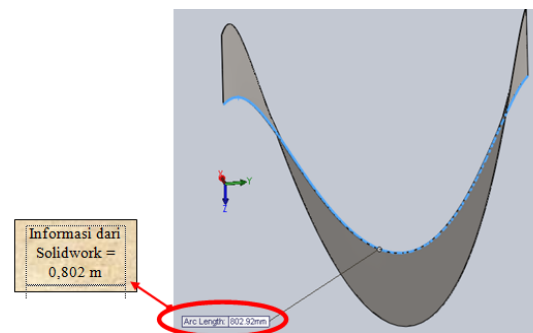 Y
Z
Informasi dari
Solidwork =
0,802 m
Arc Length: 802.92mm